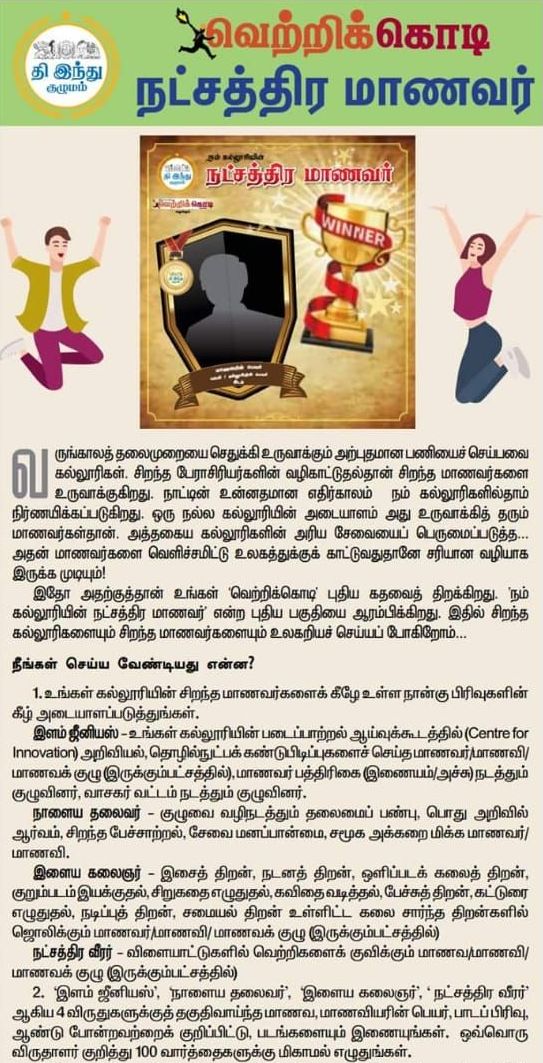 வெற்றிக்கொடி
தி இந்து
குழுமம்
நட்சத்திர மாணவர்
நம் கல்லூரியின்
நட்சத்திர மாணவர்
தி இந்து
வெற்றிக்கொடி
WINNER
வருங்காலத் தலைமுறையை செதுக்கி உருவாக்கும் அற்புதமான பணியைச் செய்பவை
கல்லூரிகள். சிறந்த பேராசிரியர்களின் வழிகாட்டுதல்தான் சிறந்த மாணவர்களை
உருவாக்குகிறது. நாட்டின் உன்னதமான எதிர்காலம் நம் கல்லூரிகளில்தாம்
நிர்ணயிக்கப்படுகிறது. ஒரு நல்ல கல்லூரியின் அடையாளம் அது உருவாக்கித் தரும்
மாணவர்கள்தான். அத்தகைய கல்லூரிகளின் அரிய சேவையைப் பெருமைப்படுத்த...
அதன் மாணவர்களை வெளிச்சமிட்டு உலகத்துக்குக் காட்டுவதுதானே சரியான வழியாக
இருக்க முடியும்!
இதோ அதற்குத்தான் உங்கள் 'வெற்றிக்கொடி' புதிய கதவைத் திறக்கிறது. 'நம்
கல்லூரியின் நட்சத்திர மாணவர்' என்ற புதிய பகுதியை ஆரம்பிக்கிறது. இதில் சிறந்த
கல்லூரிகளையும் சிறந்த மாணவர்களையும் உலகறியச் செய்யப் போகிறோம்...
நீங்கள் செய்ய வேண்டியது என்ன?
1. உங்கள் கல்லூரியின் சிறந்த மாணவர்களைக் கீழே உள்ள நான்கு பிரிவுகளின்
கீழ் அடையாளப்படுத்துங்கள்.
இளம் ஜீனியஸ் – உங்கள் கல்லூரியின் படைப்பாற்றல் ஆய்வுக்கூடத்தில் (Centre for
Innovation) அறிவியல், தொழில்நுட்பக் கண்டுபிடிப்புகளைச் செய்த மாணவர்/மாணவி/
மாணவக் குழு (இருக்கும்பட்சத்தில்), மாணவர் பத்திரிகை (இணையம்/அச்சு) நடத்தும்
குழுவினர், வாசகர் வட்டம் நடத்தும் குழுவினர்.
நாளைய தலைவர் – குழுவை வழிநடத்தும் தலைமைப் பண்பு, பொது அறிவில்
ஆர்வம், சிறந்த பேச்சாற்றல், சேவை மனப்பான்மை, சமூக அக்கறை மிக்க மாணவர்/
மாணவி.
இளைய கலைஞர் – இசைத் திறன், நடனத் திறன், ஒளிப்படக் கலைத் திறன்,
குறும்படம் இயக்குதல், சிறுகதை எழுதுதல், கவிதை வடித்தல், பேச்சுத் திறன், கட்டுரை
எழுதுதல், நடிப்புத் திறன், சமையல் திறன் உள்ளிட்ட கலை சார்ந்த திறன்களில்
ஜொலிக்கும் மாணவர்/மாணவி/ மாணவக் குழு (இருக்கும்பட்சத்தில்)
நட்சத்திர வீரர் – விளையாட்டுகளில் வெற்றிகளைக் குவிக்கும் மாணவ/மாணவி/
மாணவக் குழு (இருக்கும்பட்சத்தில்)
2. 'இளம் ஜீனியஸ்', 'நாளைய தலைவர்', 'இளைய கலைஞர்', ' நட்சத்திர வீரர்'
ஆகிய 4 விருதுகளுக்குத் தகுதிவாய்ந்த மாணவ, மாணவியரின் பெயர், பாடப் பிரிவு,
ஆண்டு போன்றவற்றைக் குறிப்பிட்டு, படங்களையும் இணையுங்கள். ஒவ்வொரு
விருதாளர் குறித்து 100 வார்த்தைகளுக்கு மிகாமல் எழுதுங்கள்.